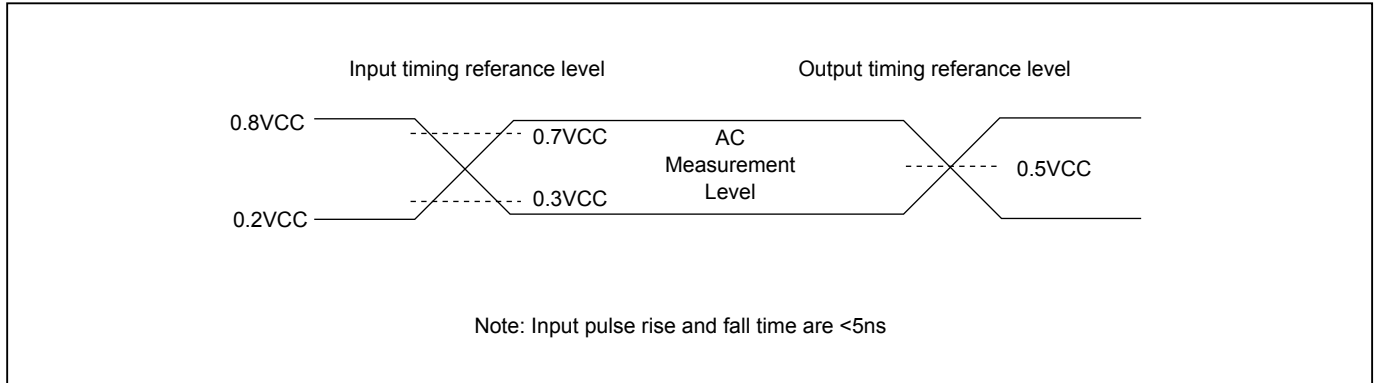 Input timing referance level
Output timing referance level
0.8VCC
0.7VCC
AC
Measurement
Level
0.5VCC
0.3VCC
0.2VCC
Note: Input pulse rise and fall time are <5ns